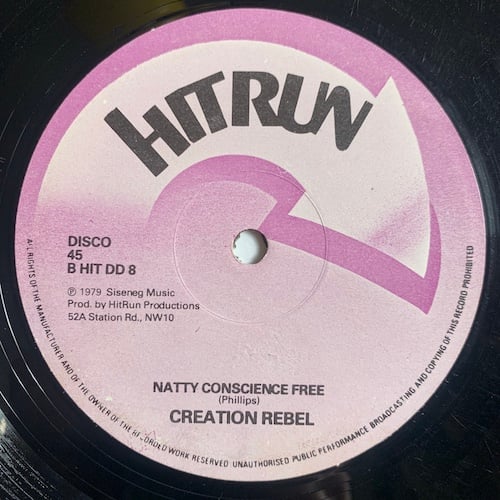 HITRUN
DISCO
45
B HIT DD 8
℗ 1979 Siseneg Music
Prod. by HitRun Productions
52A Station Rd., NW10
NATTY CONSCIENCE FREE
(Phillips)
CREATION REBEL
ALL RIGHTS OF THE MANUFACTURER AND OF THE OWNER OF THE RECORDED WORK RESERVED UNAUTHORISED PUBLIC PERFORMANCE BROADCASTING AND COPYING OF THIS RECORD PROHIBITED